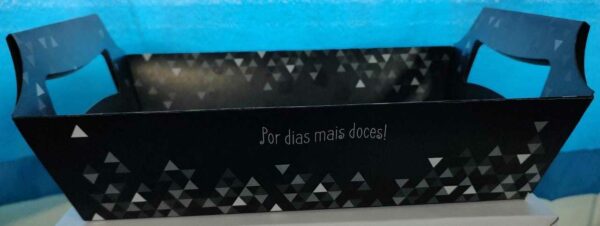 Por dias mais doces!